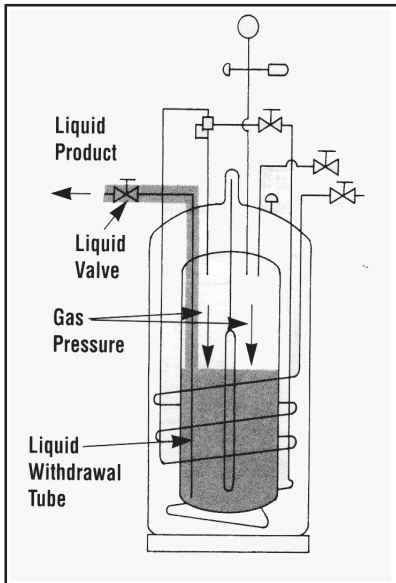 Liquid
Product
Liquid
Valve
Gas
Pressure
Liquid
Withdrawal
Tube